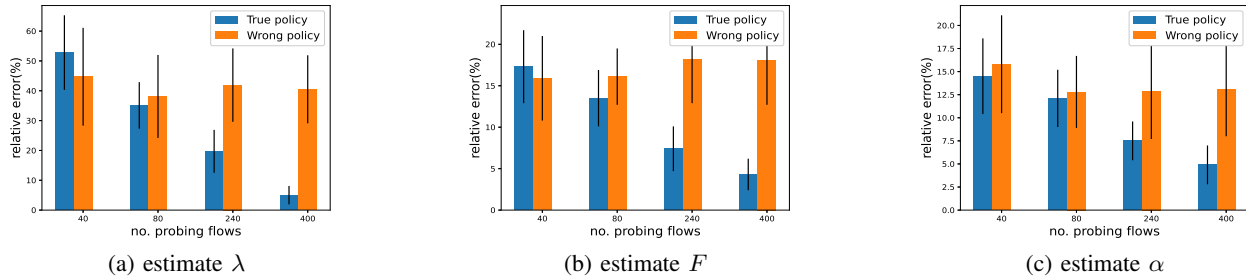 True policy
Wrong policy
relative error(%)
60
50
40
30
20
10
0
40
80
240
400
no. probing flows
(a) estimate λ
True policy
Wrong policy
relative error(%)
20
15
10
5
0
40
80
240
400
no. probing flows
(b) estimate F
True policy
Wrong policy
relative error(%)
20.0
17.5
15.0
12.5
10.0
7.5
5.0
2.5
0.0
40
80
240
400
no. probing flows
(c) estimate α